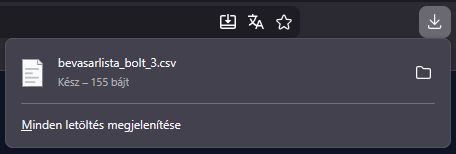 bevasarlista_bolt_3.csv
Kész – 155 bájt
Minden letöltés megjelenítése